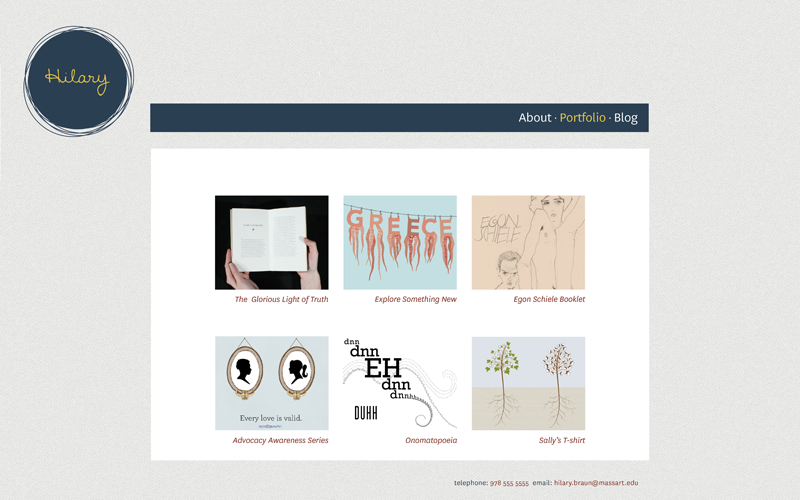 Hilary
About · Portfolio · Blog
GREECE
EGON
SCHIELE
The Glorious Light of Truth
Explore Something New
Egon Schiele Booklet
Every love is valid.
dnn
dnn
EH
dnn
dnnhhhhhhh
DUHH
Advocacy Awareness Series
Onomatopoeia
Sally's T-shirt
telephone: 978 555 5555 email: hilary.braun@massart.edu